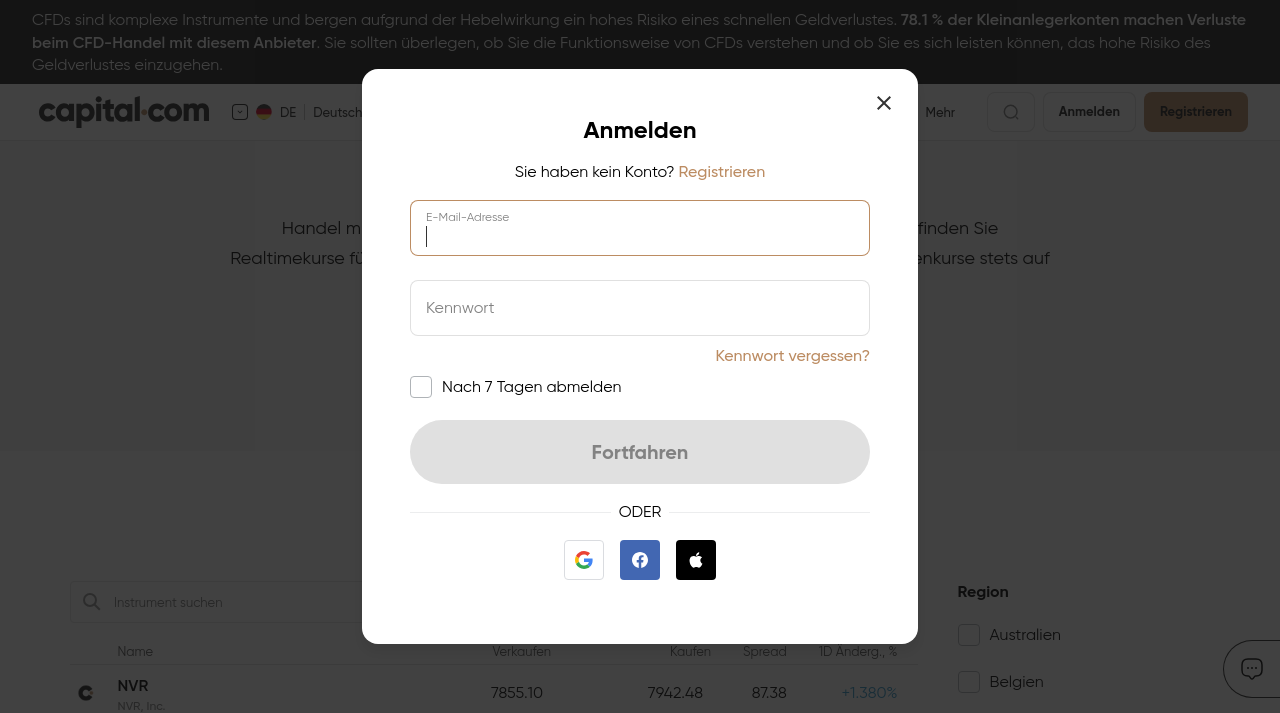 CFDs sind komplexe Instrumente und bergen aufgrund der Hebelwirkung ein hohes Risiko eines schnellen Geldverlustes. 78.1 % der Kleinanlegerkonten machen Verluste
beim CFD-Handel mit diesem Anbieter. Sie sollten überlegen, ob Sie die Funktionsweise von CFDs verstehen und ob Sie es sich leisten können, das hohe Risiko des
Geldverlustes einzugehen.
capital.com
DE
Deutsch
Mehr
Anmelden
Registrieren
Anmelden
Sie haben kein Konto? Registrieren
E-Mail-Adresse
Kennwort
Kennwort vergessen?
Nach 7 Tagen abmelden
Fortfahren
ODER
Handel
finden Sie
Realtimekurse
stets auf
Instrument suchen
Region
Australien
Belgien
Name Verkaufen Kaufen Spread 1D Änderg., %
NVR 7855.10 7942.48 87.38 +1.380%
NVR, Inc.